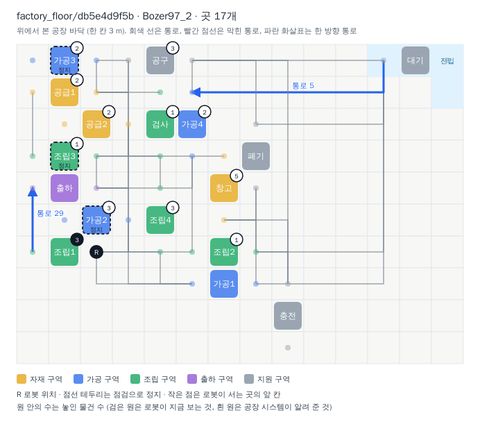 factory_floor/db5e4d9f5b · Bozer97_2 · 곳 17개
위에서 본 공장 바닥 (한 칸 3 m). 회색 선은 통로, 빨간 점선은 막힌 통로, 파란 화살표는 한 방향 통로
2 3
가공3 정지 공구 대기 전립
2
공급1
통로 5
2 1 2
공급2 검사 가공4
1
조립3 정지 폐기
5
출하 창고
통로 29
3 3
가공2 정지 조립4
3 1
조립1 R 조립2
가공1
충전
자재 구역 가공 구역 조립 구역 출하 구역 지원 구역
R 로봇 위치 · 점선 테두리는 점검으로 정지 · 작은 점은 로봇이 서는 곳의 앞 칸
원 안의 수는 놓인 물건 수 (검은 원은 로봇이 지금 보는 것, 흰 원은 공장 시스템이 알려 준 것)